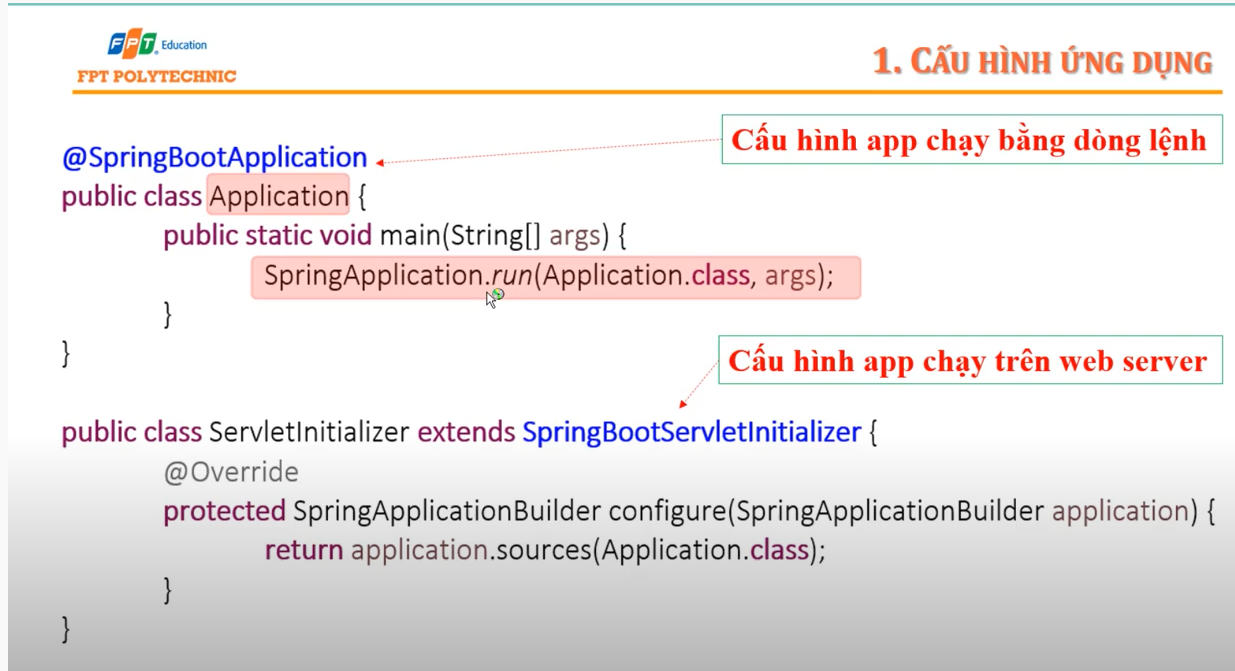 FPT Education
FPT POLYTECHNIC
1. CẤU HÌNH ỨNG DỤNG
Cấu hình app chạy bằng dòng lệnh
@SpringBootApplication
public class Application {
public static void main(String[] args) {
SpringApplication.run(Application.class, args);
}
}
Cấu hình app chạy trên web server
public class ServletInitializer extends SpringBootServletInitializer {
@Override
protected SpringApplicationBuilder configure(SpringApplicationBuilder application) {
return application.sources(Application.class);
}
}